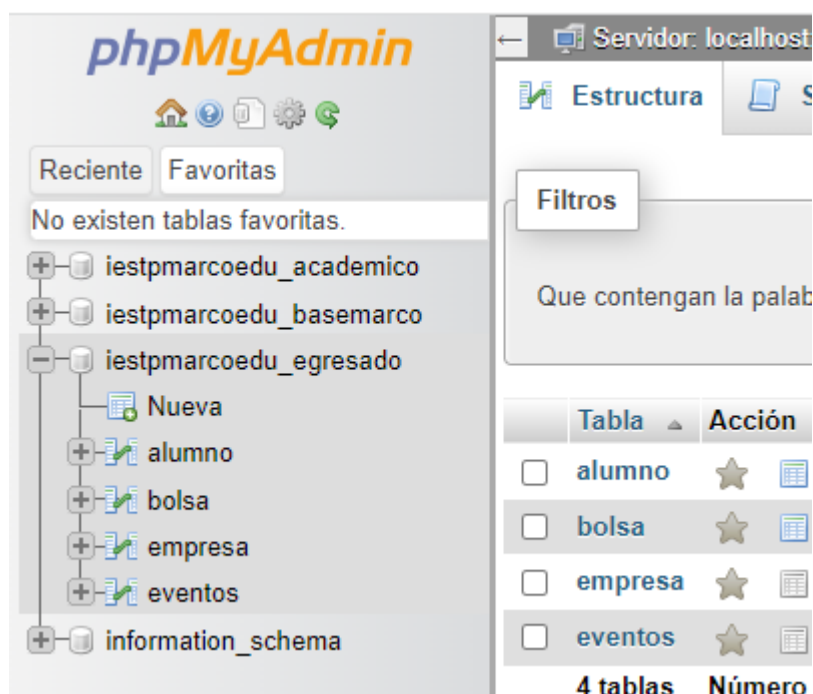 phpMyAdmin
Reciente Favoritas
No existen tablas favoritas.
iestpmarcoedu_academico
iestpmarcoedu_basemarco
iestpmarcoedu_egresado
Nueva
alumno
bolsa
empresa
eventos
information_schema
← Servidor: localhost:
Estructura S
Filtros
Que contengan la palab
Tabla Acción
alumno
bolsa
empresa
eventos
4 tablas Número